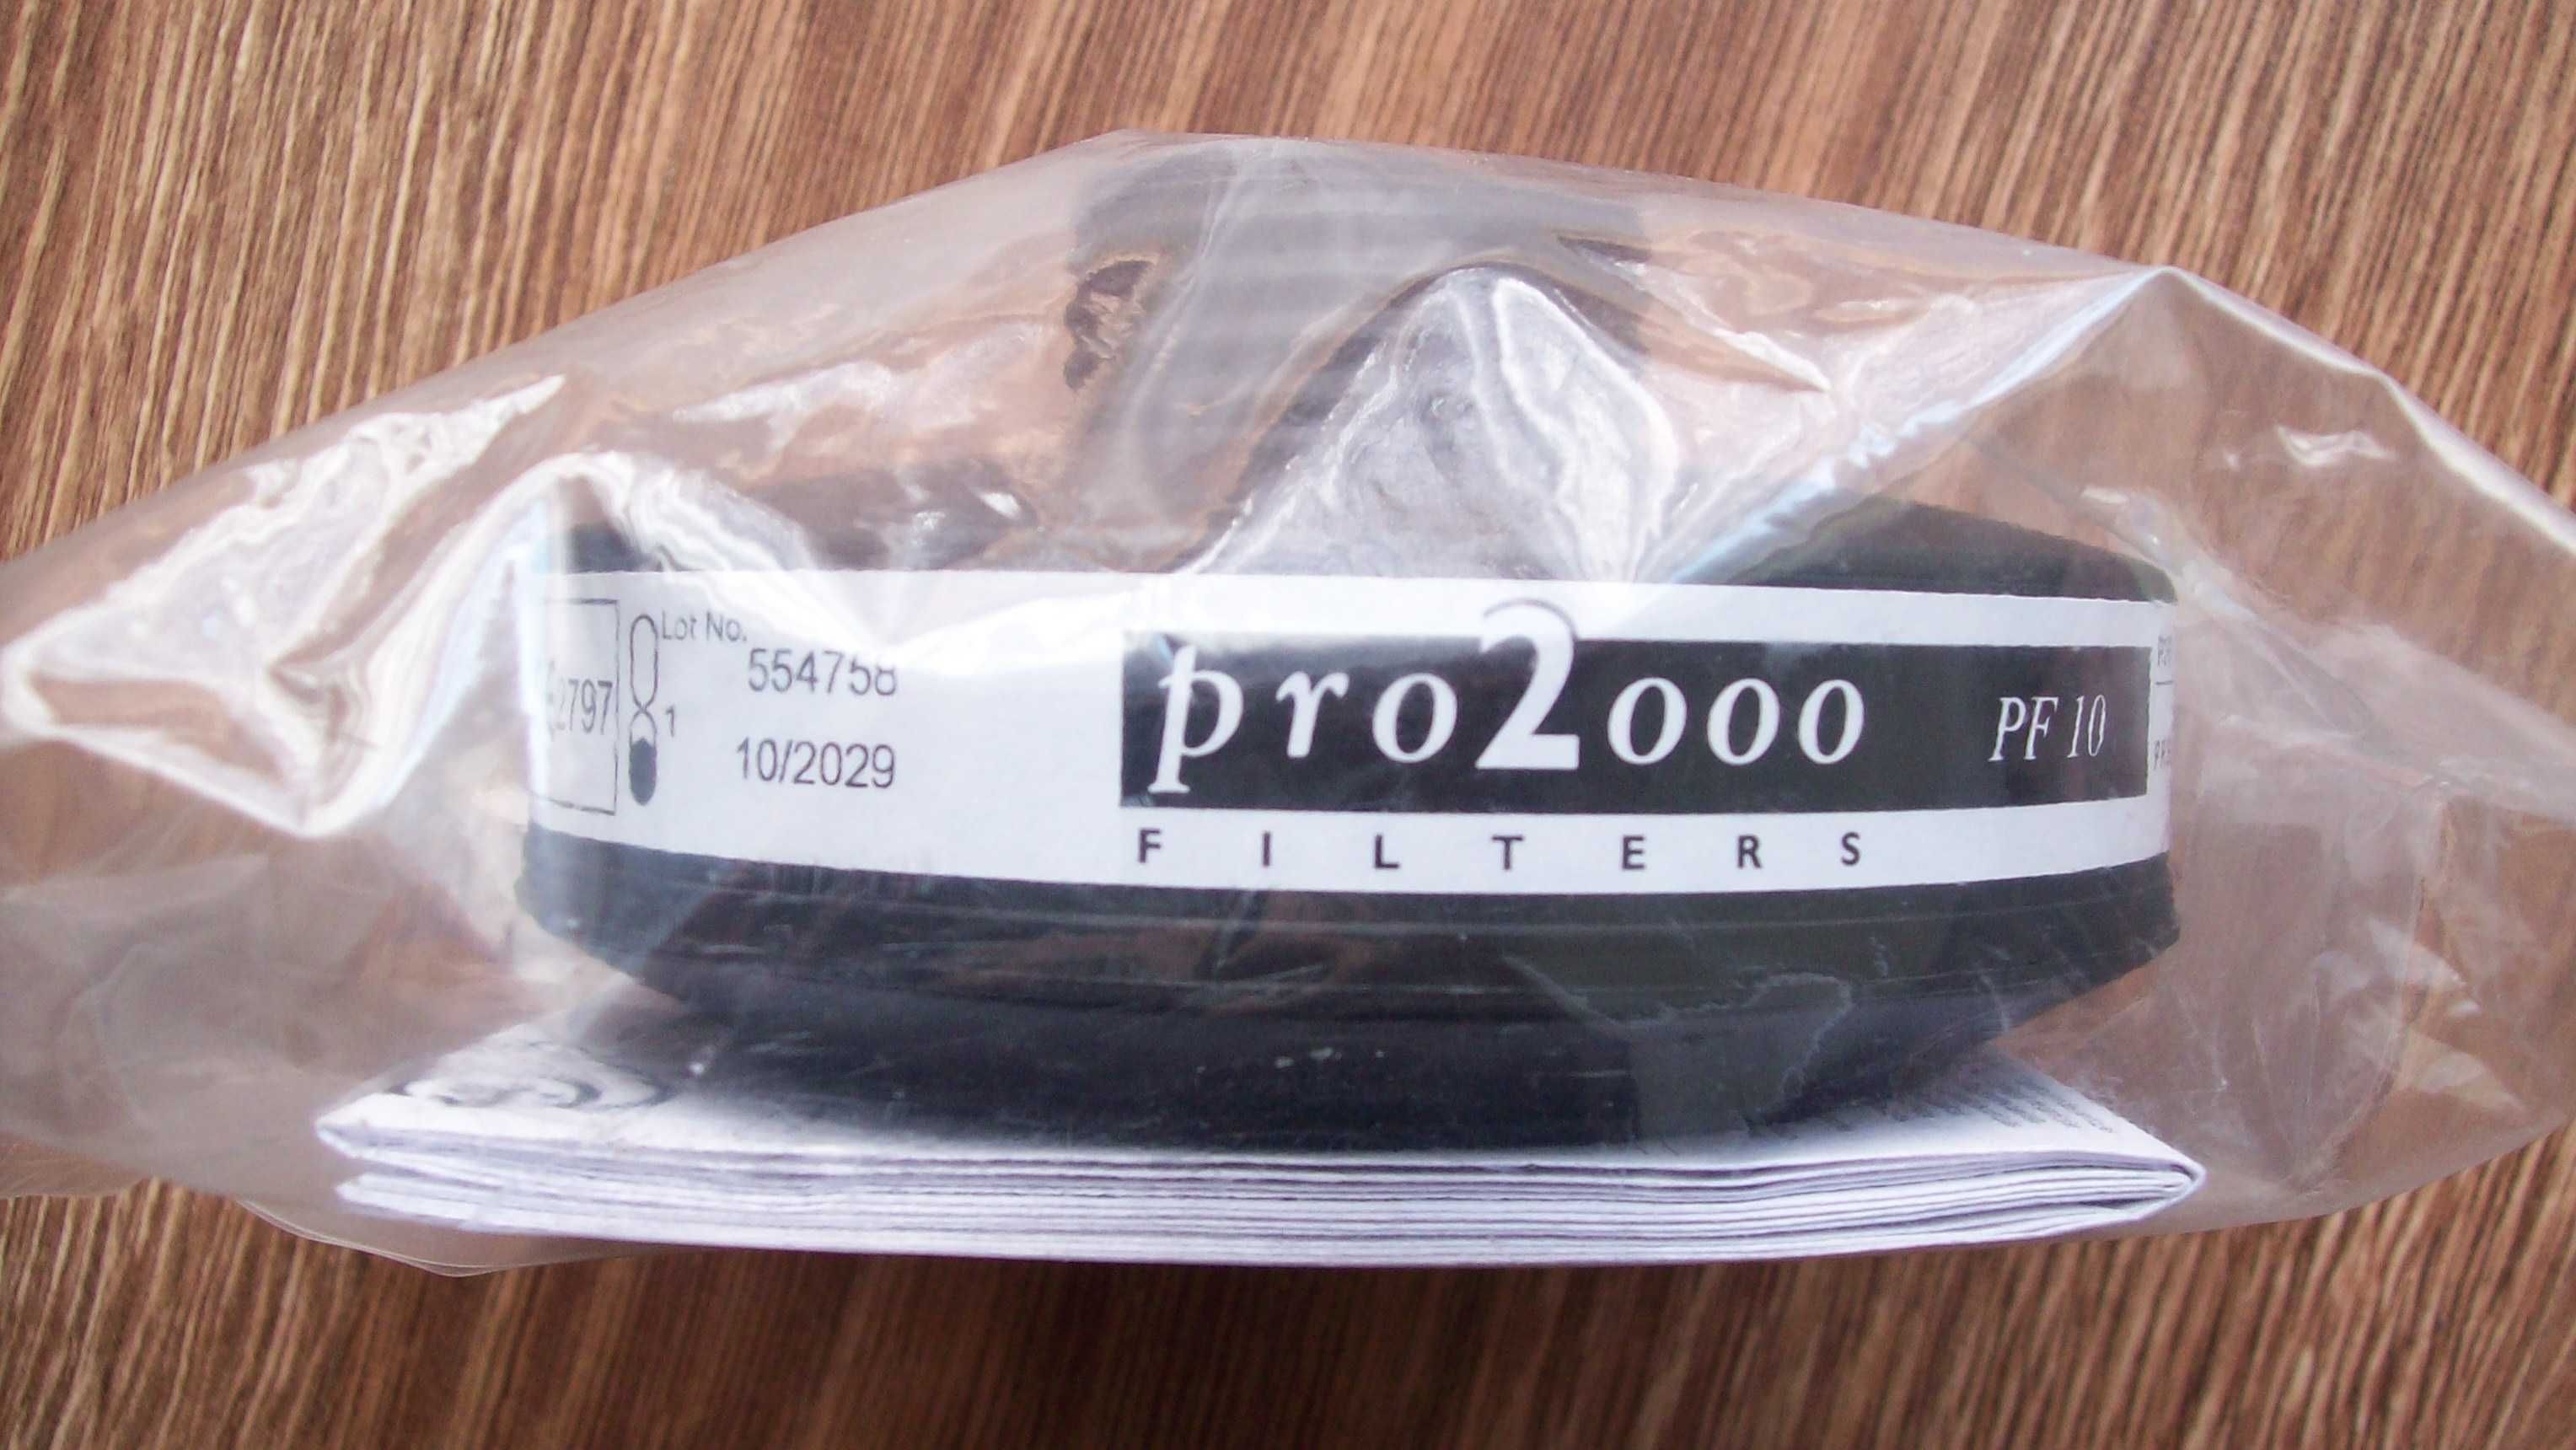 2797
1
Lot No.
554758
10/2029
pro2000 PF 10
FILTERS